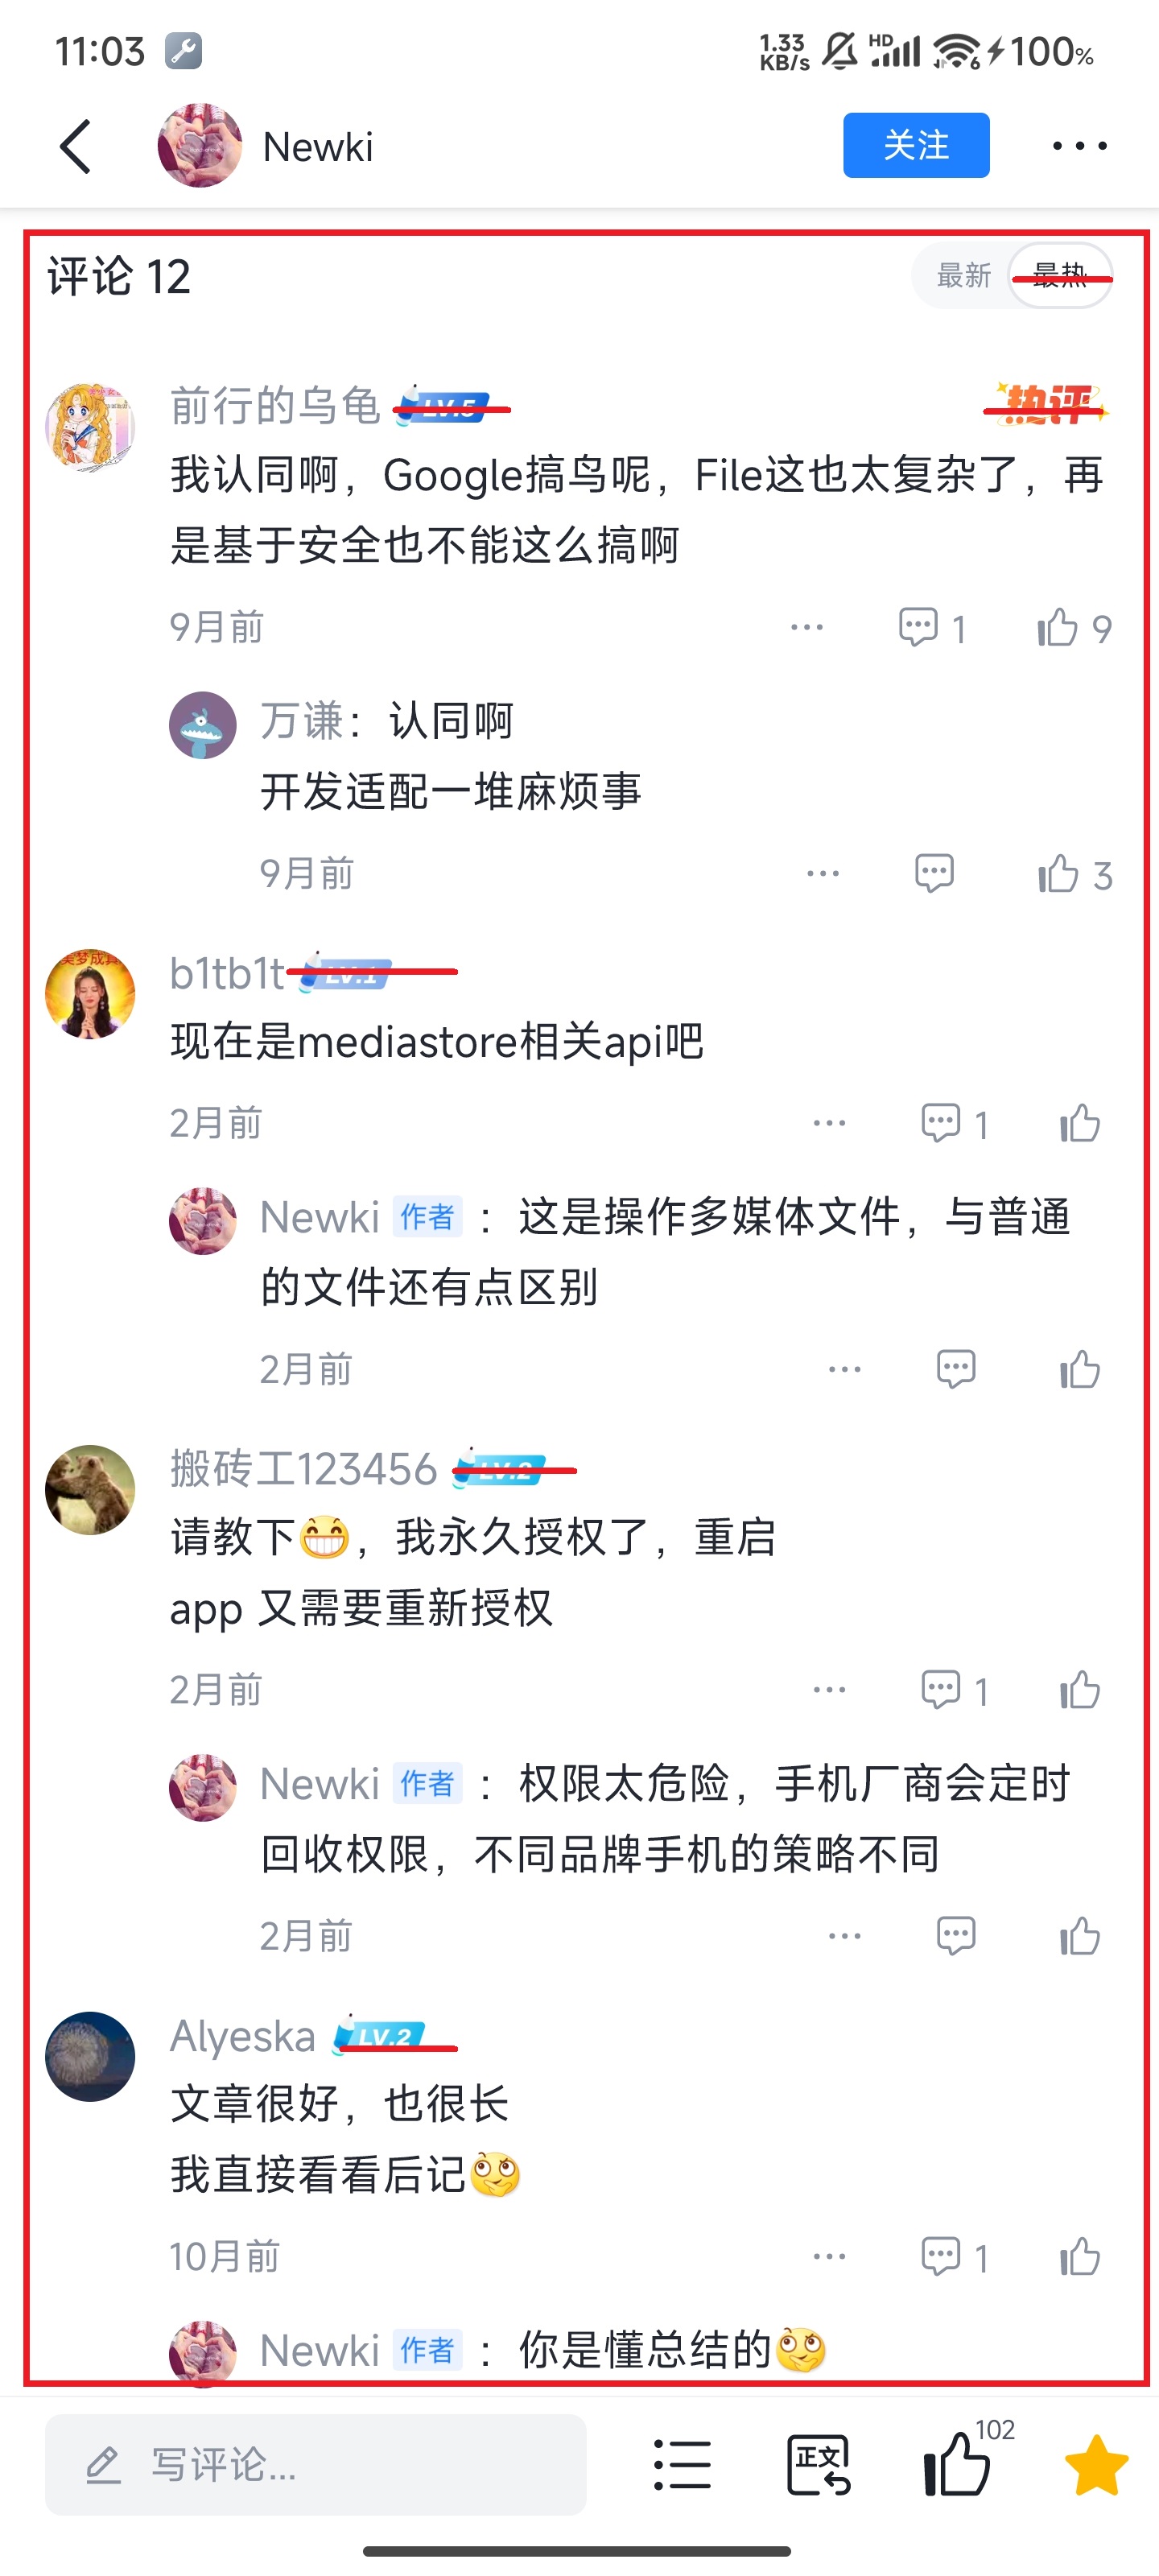 11:03 1.33 KB/s HD 6 100%
Newki 关注
评论 12 最新 最热
前行的乌龟 LV.5 热评
我认同啊，Google搞鸟呢，File这也太复杂了，再
是基于安全也不能这么搞啊
9月前 1 9
万谦：认同啊
开发适配一堆麻烦事
9月前 3
b1tb1t LV.1
现在是mediastore相关api吧
2月前 1
Newki 作者 ：这是操作多媒体文件，与普通
的文件还有点区别
2月前
搬砖工123456 LV.2
请教下😁，我永久授权了，重启
app 又需要重新授权
2月前 1
Newki 作者 ：权限太危险，手机厂商会定时
回收权限，不同品牌手机的策略不同
2月前
Alyeska LV.2
文章很好，也很长
我直接看看后记🤔
10月前 1
Newki 作者 ：你是懂总结的🤔
写评论... 正文 102